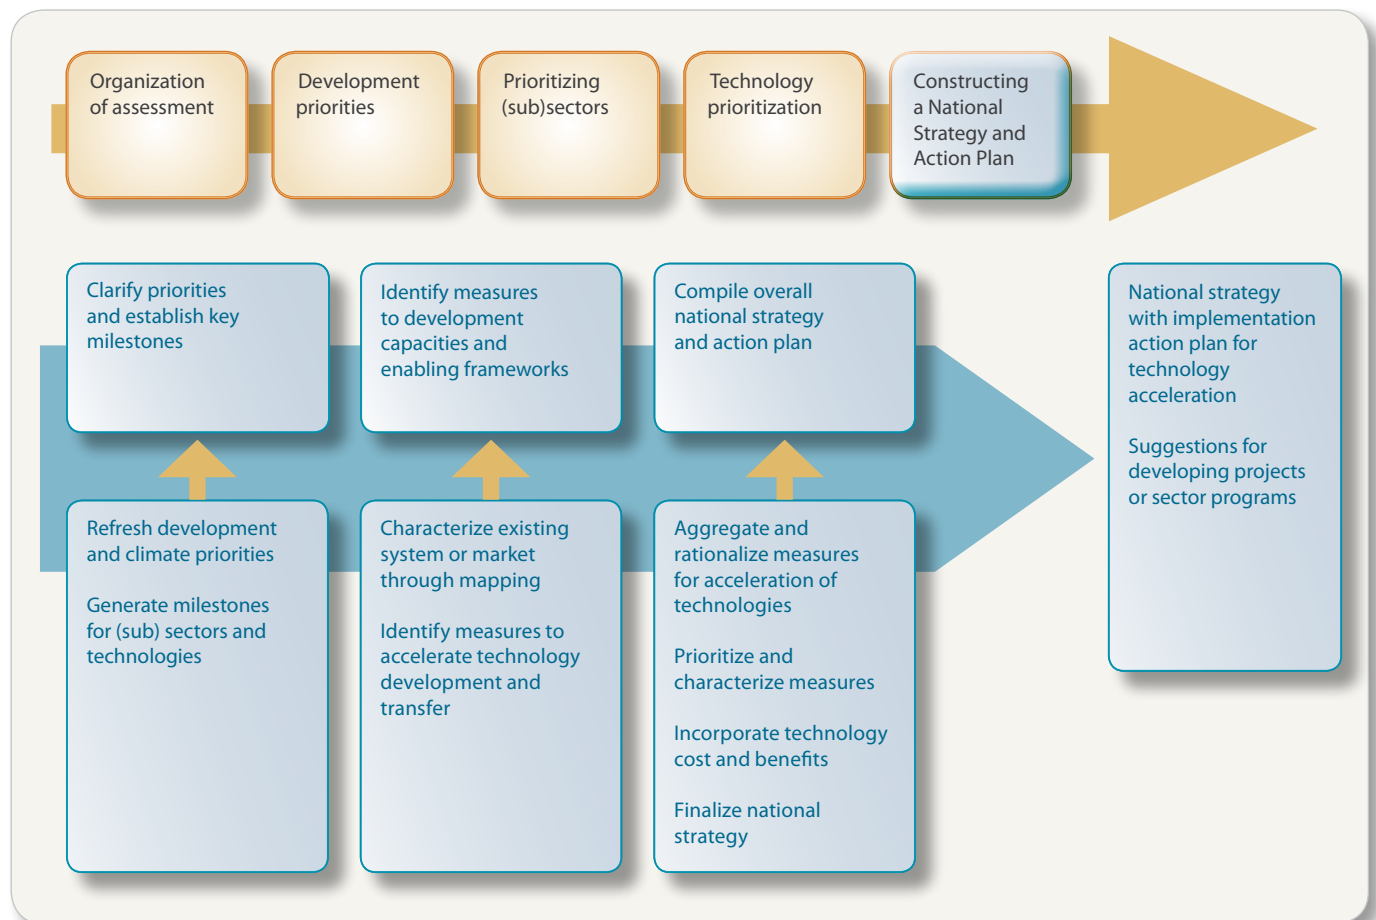 Organization
of assessment
Development
priorities
Prioritizing
(sub)sectors
Technology
prioritization
Constructing
a National
Strategy and
Action Plan
Clarify priorities
and establish key
milestones
Identify measures
to development
capacities and
enabling frameworks
Compile overall
national strategy
and action plan
National strategy
with implementation
action plan for
technology
acceleration
Suggestions for
developing projects
or sector programs
Refresh development
and climate priorities
Generate milestones
for (sub) sectors and
technologies
Characterize existing
system or market
through mapping
Identify measures to
accelerate technology
development and
transfer
Aggregate and
rationalize measures
for acceleration of
technologies
Prioritize and
characterize measures
Incorporate technology
cost and benefits
Finalize national
strategy